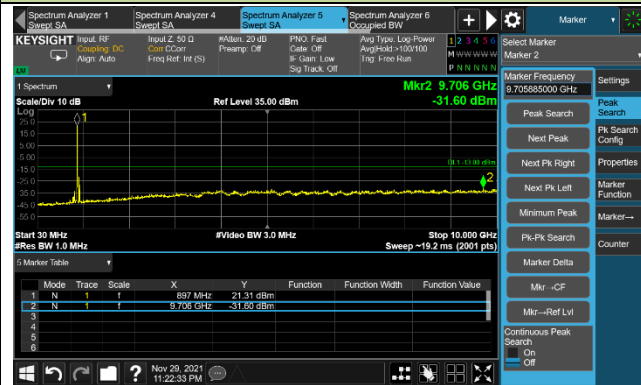 Spectrum Analyzer 1
Swept SA
Spectrum Analyzer 4
Swept SA
Spectrum Analyzer 5
Swept SA
Spectrum Analyzer 6
Occupied BW
Marker
KEYSIGHT
Input: RF
Coupling: DC
Align: Auto
Input Z: 50 Ω
Corr CCorr
Freq Ref: Int (S)
#Atten: 20 dB
Preamp: Off
PNO: Fast
Gate: Off
IF Gain: Low
Sig Track: Off
Avg Type: Log-Power
Avg|Hold:>100/100
Trig: Free Run
1 2 3 4 5 6
M W W W W W
P N N N N N
LXI
Select Marker
Marker 2
1 Spectrum
Scale/Div 10 dB
Ref Level 35.00 dBm
Mkr2 9.706 GHz
-31.60 dBm
Log
25.0
15.0
5.00
-5.00
-15.0
-25.0
-35.0
-45.0
1
DL1 -13.00 dBm
2
Start 30 MHz
#Res BW 1.0 MHz
#Video BW 3.0 MHz
Stop 10.000 GHz
Sweep ~19.2 ms (2001 pts)
5 Marker Table
Mode Trace Scale X Y Function Function Width Function Value
1 N 1 f 897 MHz 21.31 dBm
2 N 1 f 9.706 GHz -31.60 dBm
3
4
5
6
Marker Frequency
9.705885000 GHz
Peak Search
Next Peak
Next Pk Right
Next Pk Left
Minimum Peak
Pk-Pk Search
Marker Delta
Mkr→CF
Mkr→Ref Lvl
Continuous Peak
Search
On
Off
Settings
Peak
Search
Pk Search
Config
Properties
Marker
Function
Marker→
Counter
?
Nov 29, 2021
11:22:33 PM